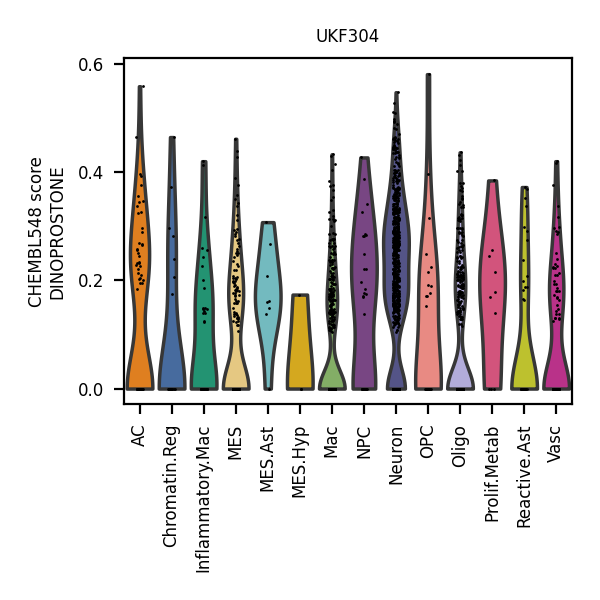 UKF304
CHEMBL548 score
DINOPROSTONE
0.6
0.4
0.2
0.0
AC
Chromatin.Reg
Inflammatory.Mac
MES
MES.Ast
MES.Hyp
Mac
NPC
Neuron
OPC
Oligo
Prolif.Metab
Reactive.Ast
Vasc